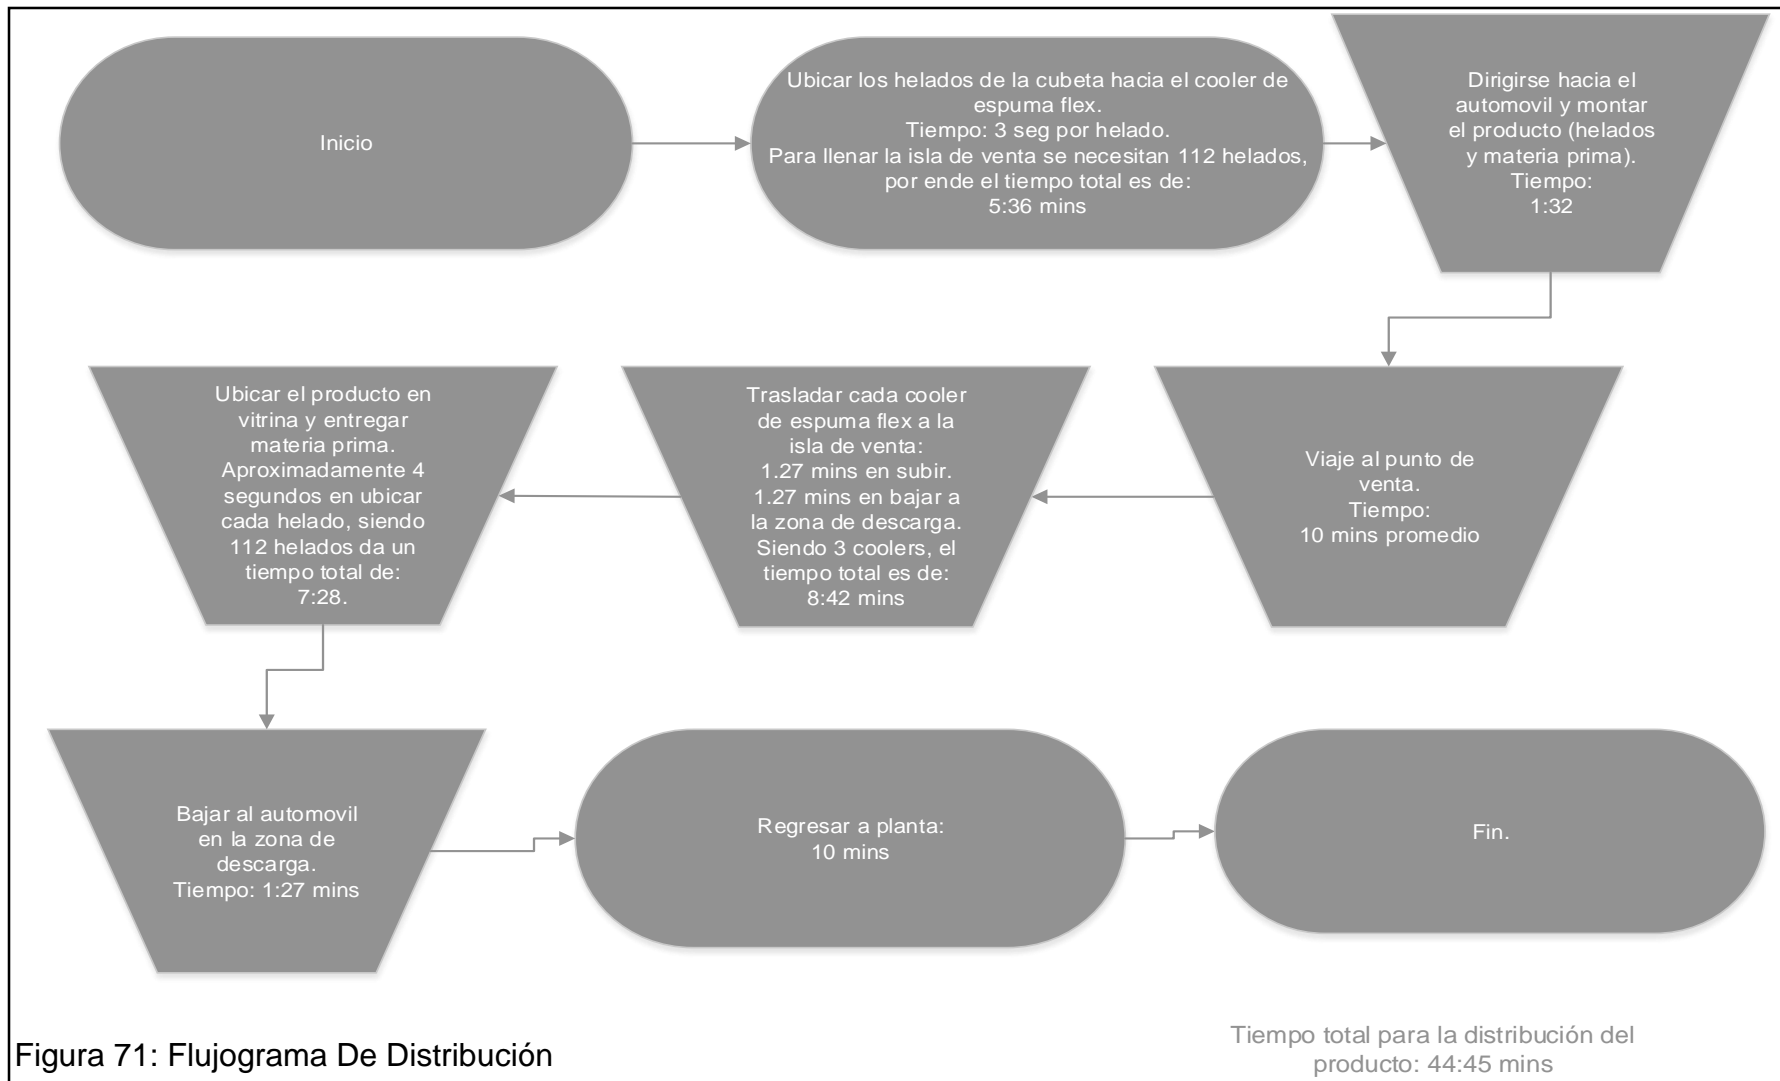 Inicio
Ubicar los helados de la cubeta hacia el cooler de
espuma flex.
Tiempo: 3 seg por helado.
Para llenar la isla de venta se necesitan 112 helados,
por ende el tiempo total es de:
5:36 mins
Dirigirse hacia el
automovil y montar
el producto (helados
y materia prima).
Tiempo:
1:32
Viaje al punto de
venta.
Tiempo:
10 mins promedio
Trasladar cada cooler
de espuma flex a la
isla de venta:
1.27 mins en subir.
1.27 mins en bajar a
la zona de descarga.
Siendo 3 coolers, el
tiempo total es de:
8:42 mins
Ubicar el producto en
vitrina y entregar
materia prima.
Aproximadamente 4
segundos en ubicar
cada helado, siendo
112 helados da un
tiempo total de:
7:28.
Bajar al automovil
en la zona de
descarga.
Tiempo: 1:27 mins
Regresar a planta:
10 mins
Fin.
Tiempo total para la distribución del
producto: 44:45 mins
Figura 71: Flujograma De Distribución